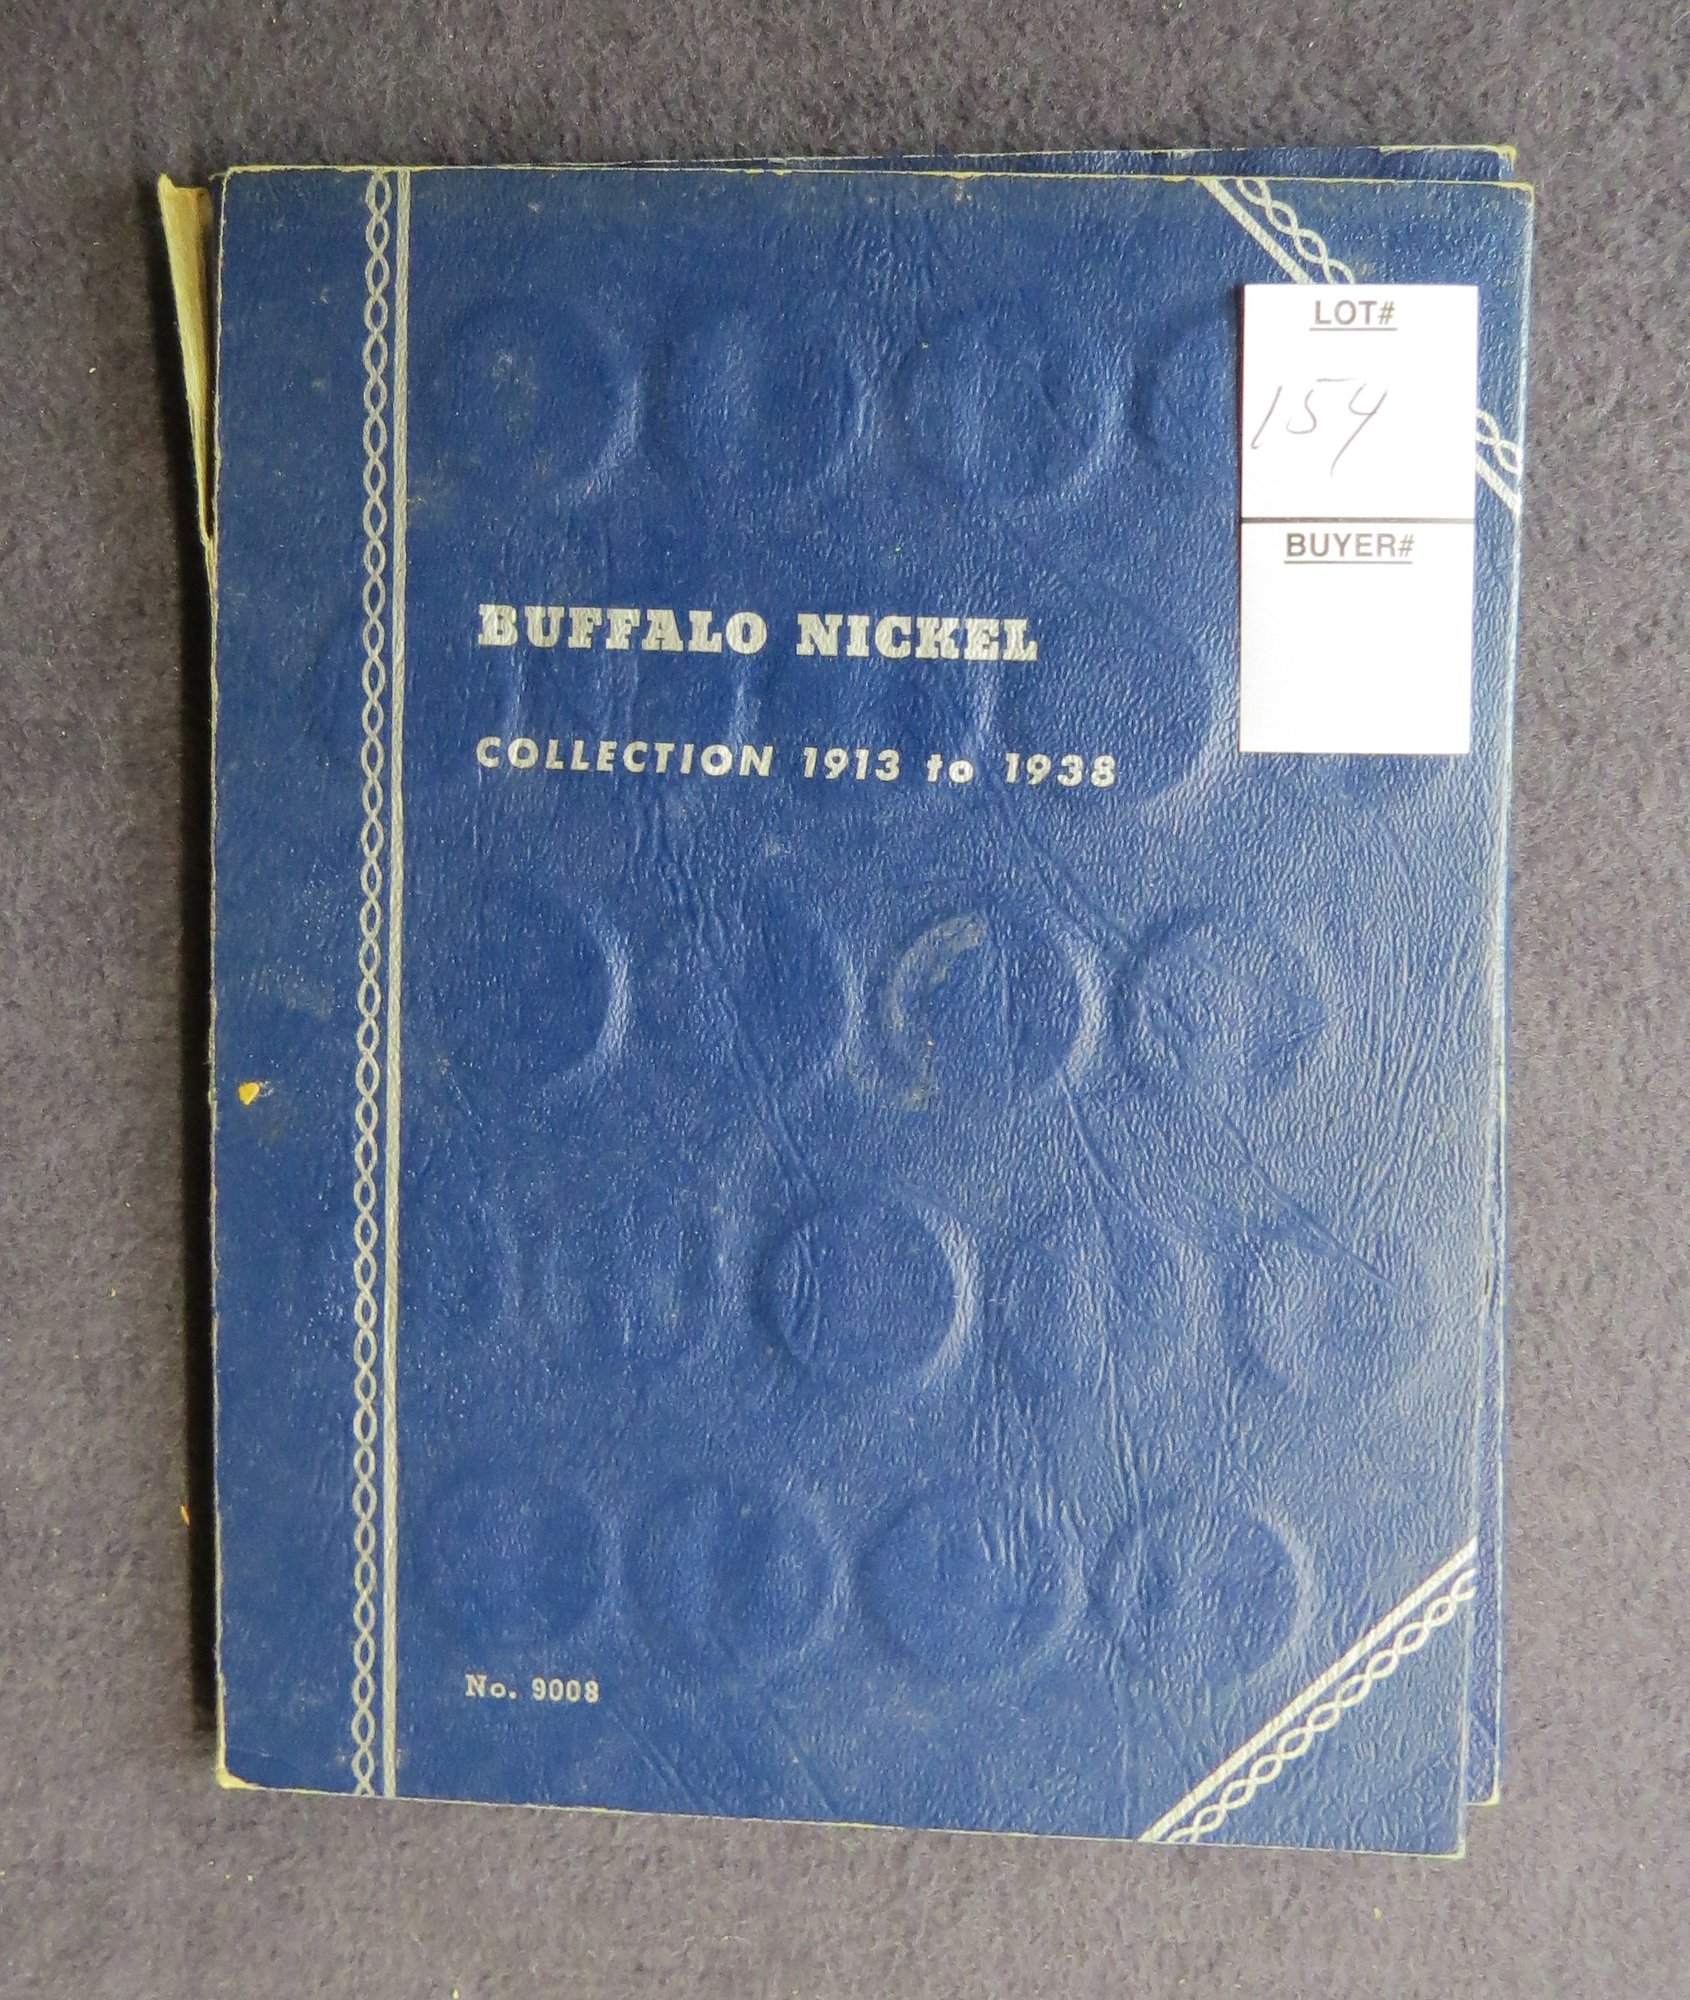 LOT#
154
BUYER#
BUFFALO NICKEL
COLLECTION 1913 to 1938
No. 9008